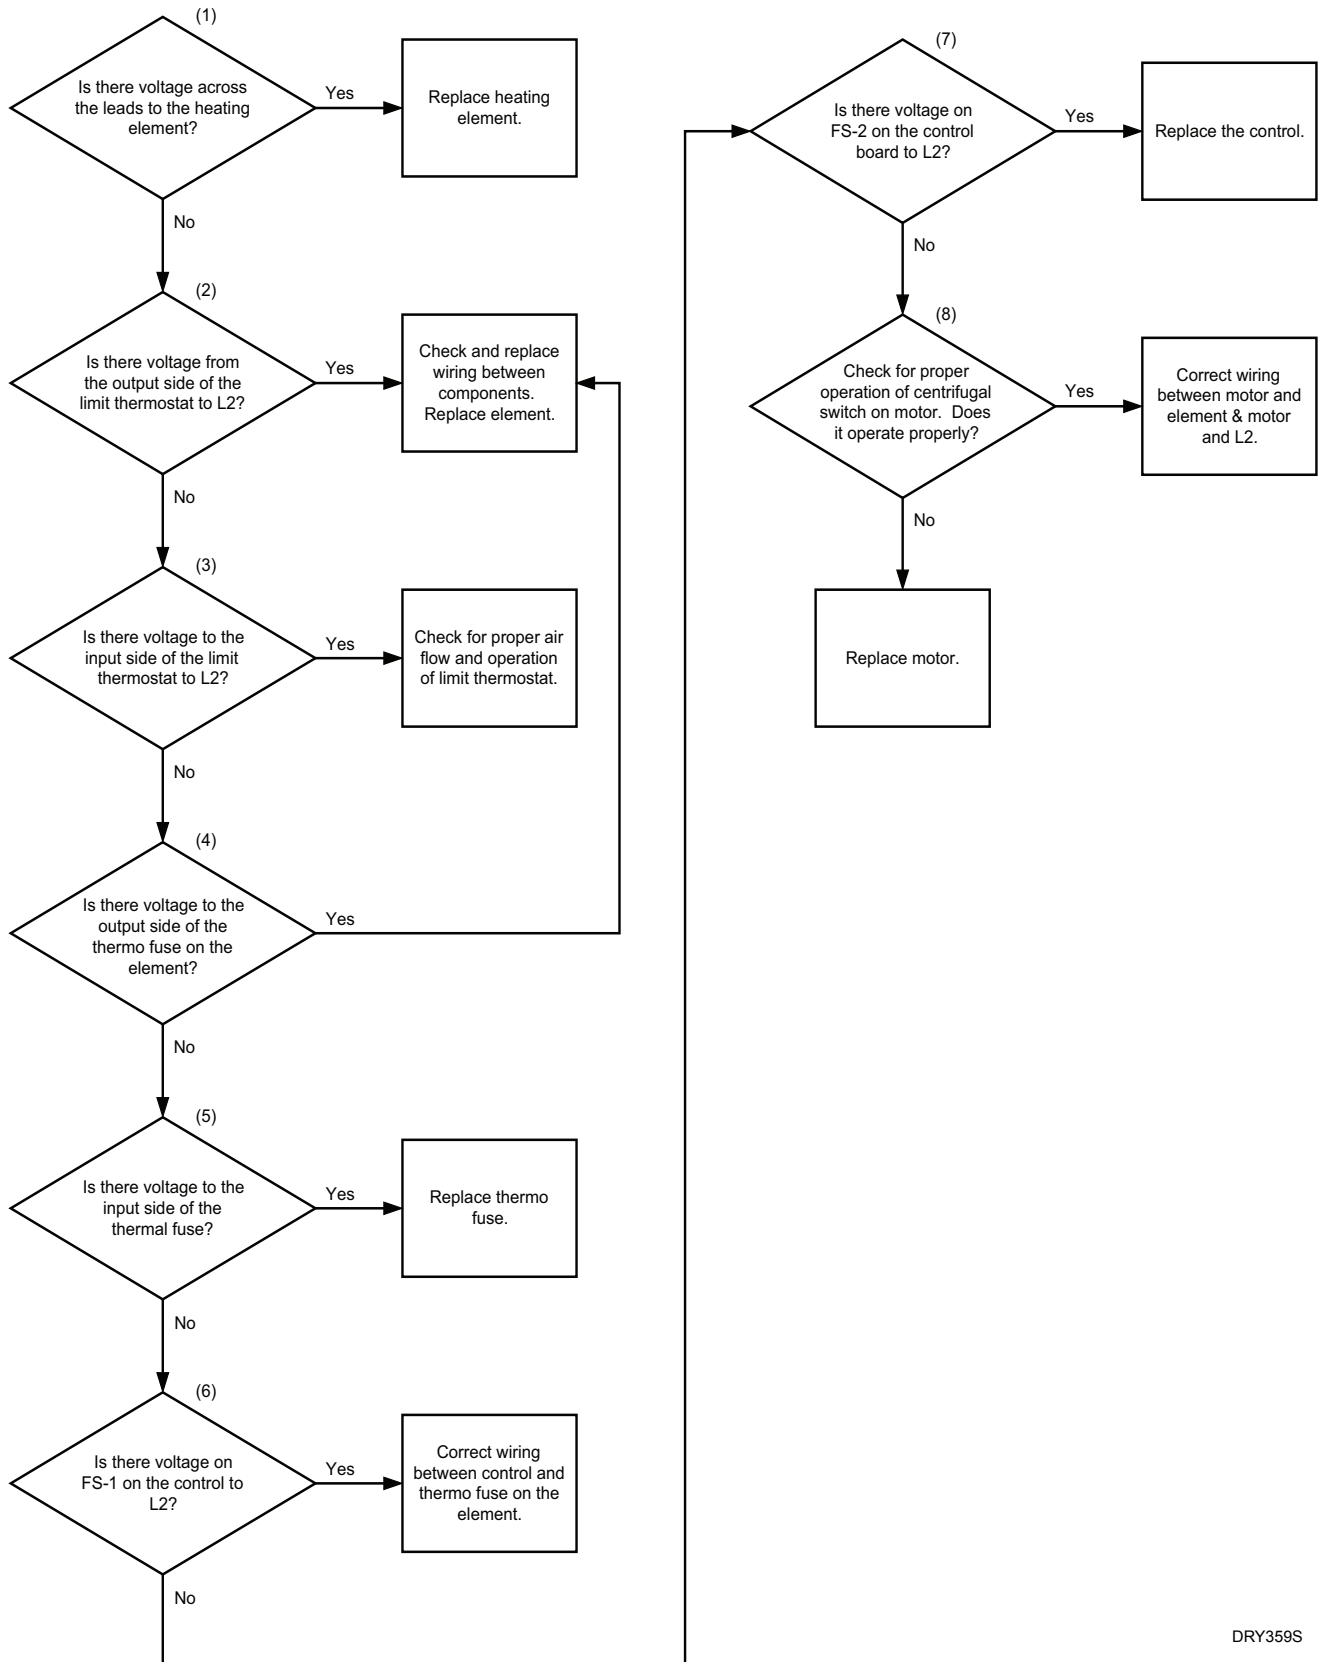 (1)
Is there voltage across
the leads to the heating
element?
Yes
Replace heating
element.
No
(2)
Is there voltage from
the output side of the
limit thermostat to L2?
Yes
Check and replace
wiring between
components.
Replace element.
No
(3)
Is there voltage to the
input side of the limit
thermostat to L2?
Yes
Check for proper air
flow and operation
of limit thermostat.
No
(4)
Is there voltage to the
output side of the
thermo fuse on the
element?
Yes
No
(5)
Is there voltage to the
input side of the
thermal fuse?
Yes
Replace thermo
fuse.
No
(6)
Is there voltage on
FS-1 on the control to
L2?
Yes
Correct wiring
between control and
thermo fuse on the
element.
No
(7)
Is there voltage on
FS-2 on the control
board to L2?
Yes
Replace the control.
No
(8)
Check for proper
operation of centrifugal
switch on motor. Does
it operate properly?
Yes
Correct wiring
between motor and
element & motor
and L2.
No
Replace motor.
DRY359S